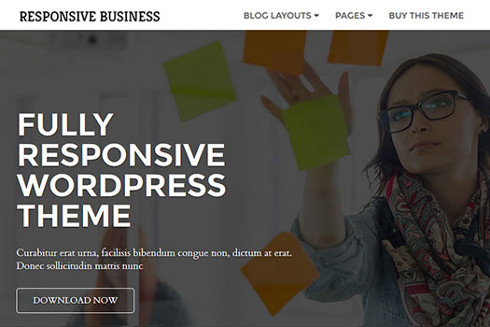 RESPONSIVE BUSINESS
BLOG LAYOUTS PAGES BUY THIS THEME
FULLY
RESPONSIVE
WORDPRESS
THEME
Curabitur erat urna, facilisis bibendum congue non, dictum at erat.
Donec sollicitudin mattis nunc
DOWNLOAD NOW